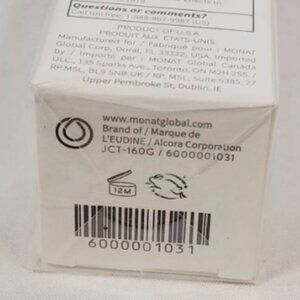 Questions or comments?
Call toll free: 1-888-867-9987 (US)
PRODUCT OF U.S.A.
PRODUIT AUX ÉTATS-UNIS.
Manufactured for / Fabriqué pour : MONAT
Global Corp, Doral, FL 33122, USA. Imported
by / Importé par : MONAT Global Canada
ULC., 135 Sparks Ave., Toronto, ON M2H 2S5. /
RP.MSL, BL9 5NB.UK / RP. MSL, Suite 5385, 27
Upper Pembroke St, Dublin, IE
www.monatglobal.com
Brand of / Marque de
L'EUDINE / Alcora Corporation
JCT-160G / 6000001031
12M
6000001031